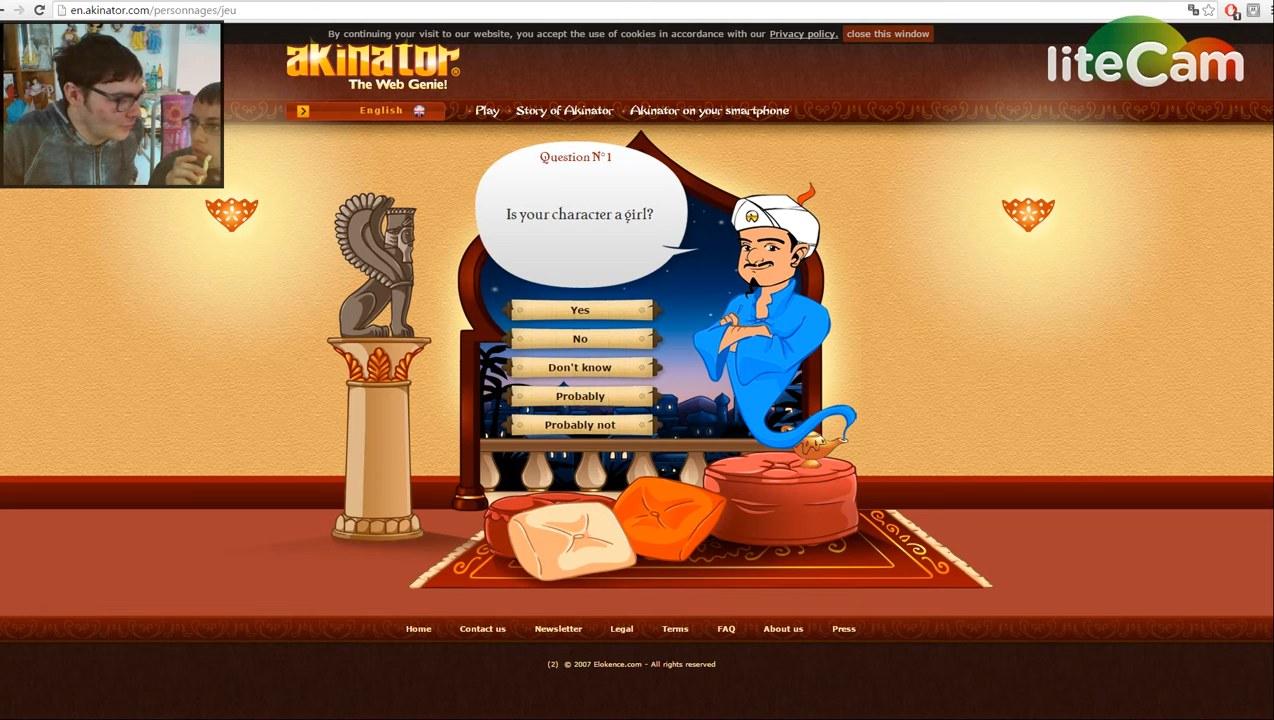 en.akinator.com/personnages/jeu
By continuing your visit to our website, you accept the use of cookies in accordance with our Privacy policy. close this window
akinator®
The Web Genie!
liteCam
English
Play
Story of Akinator
Akinator on your smartphone
Question N°1
Is your character a girl?
Yes
No
Don't know
Probably
Probably not
Home
Contact us
Newsletter
Legal
Terms
FAQ
About us
Press
(2) © 2007 Elokence.com - All rights reserved